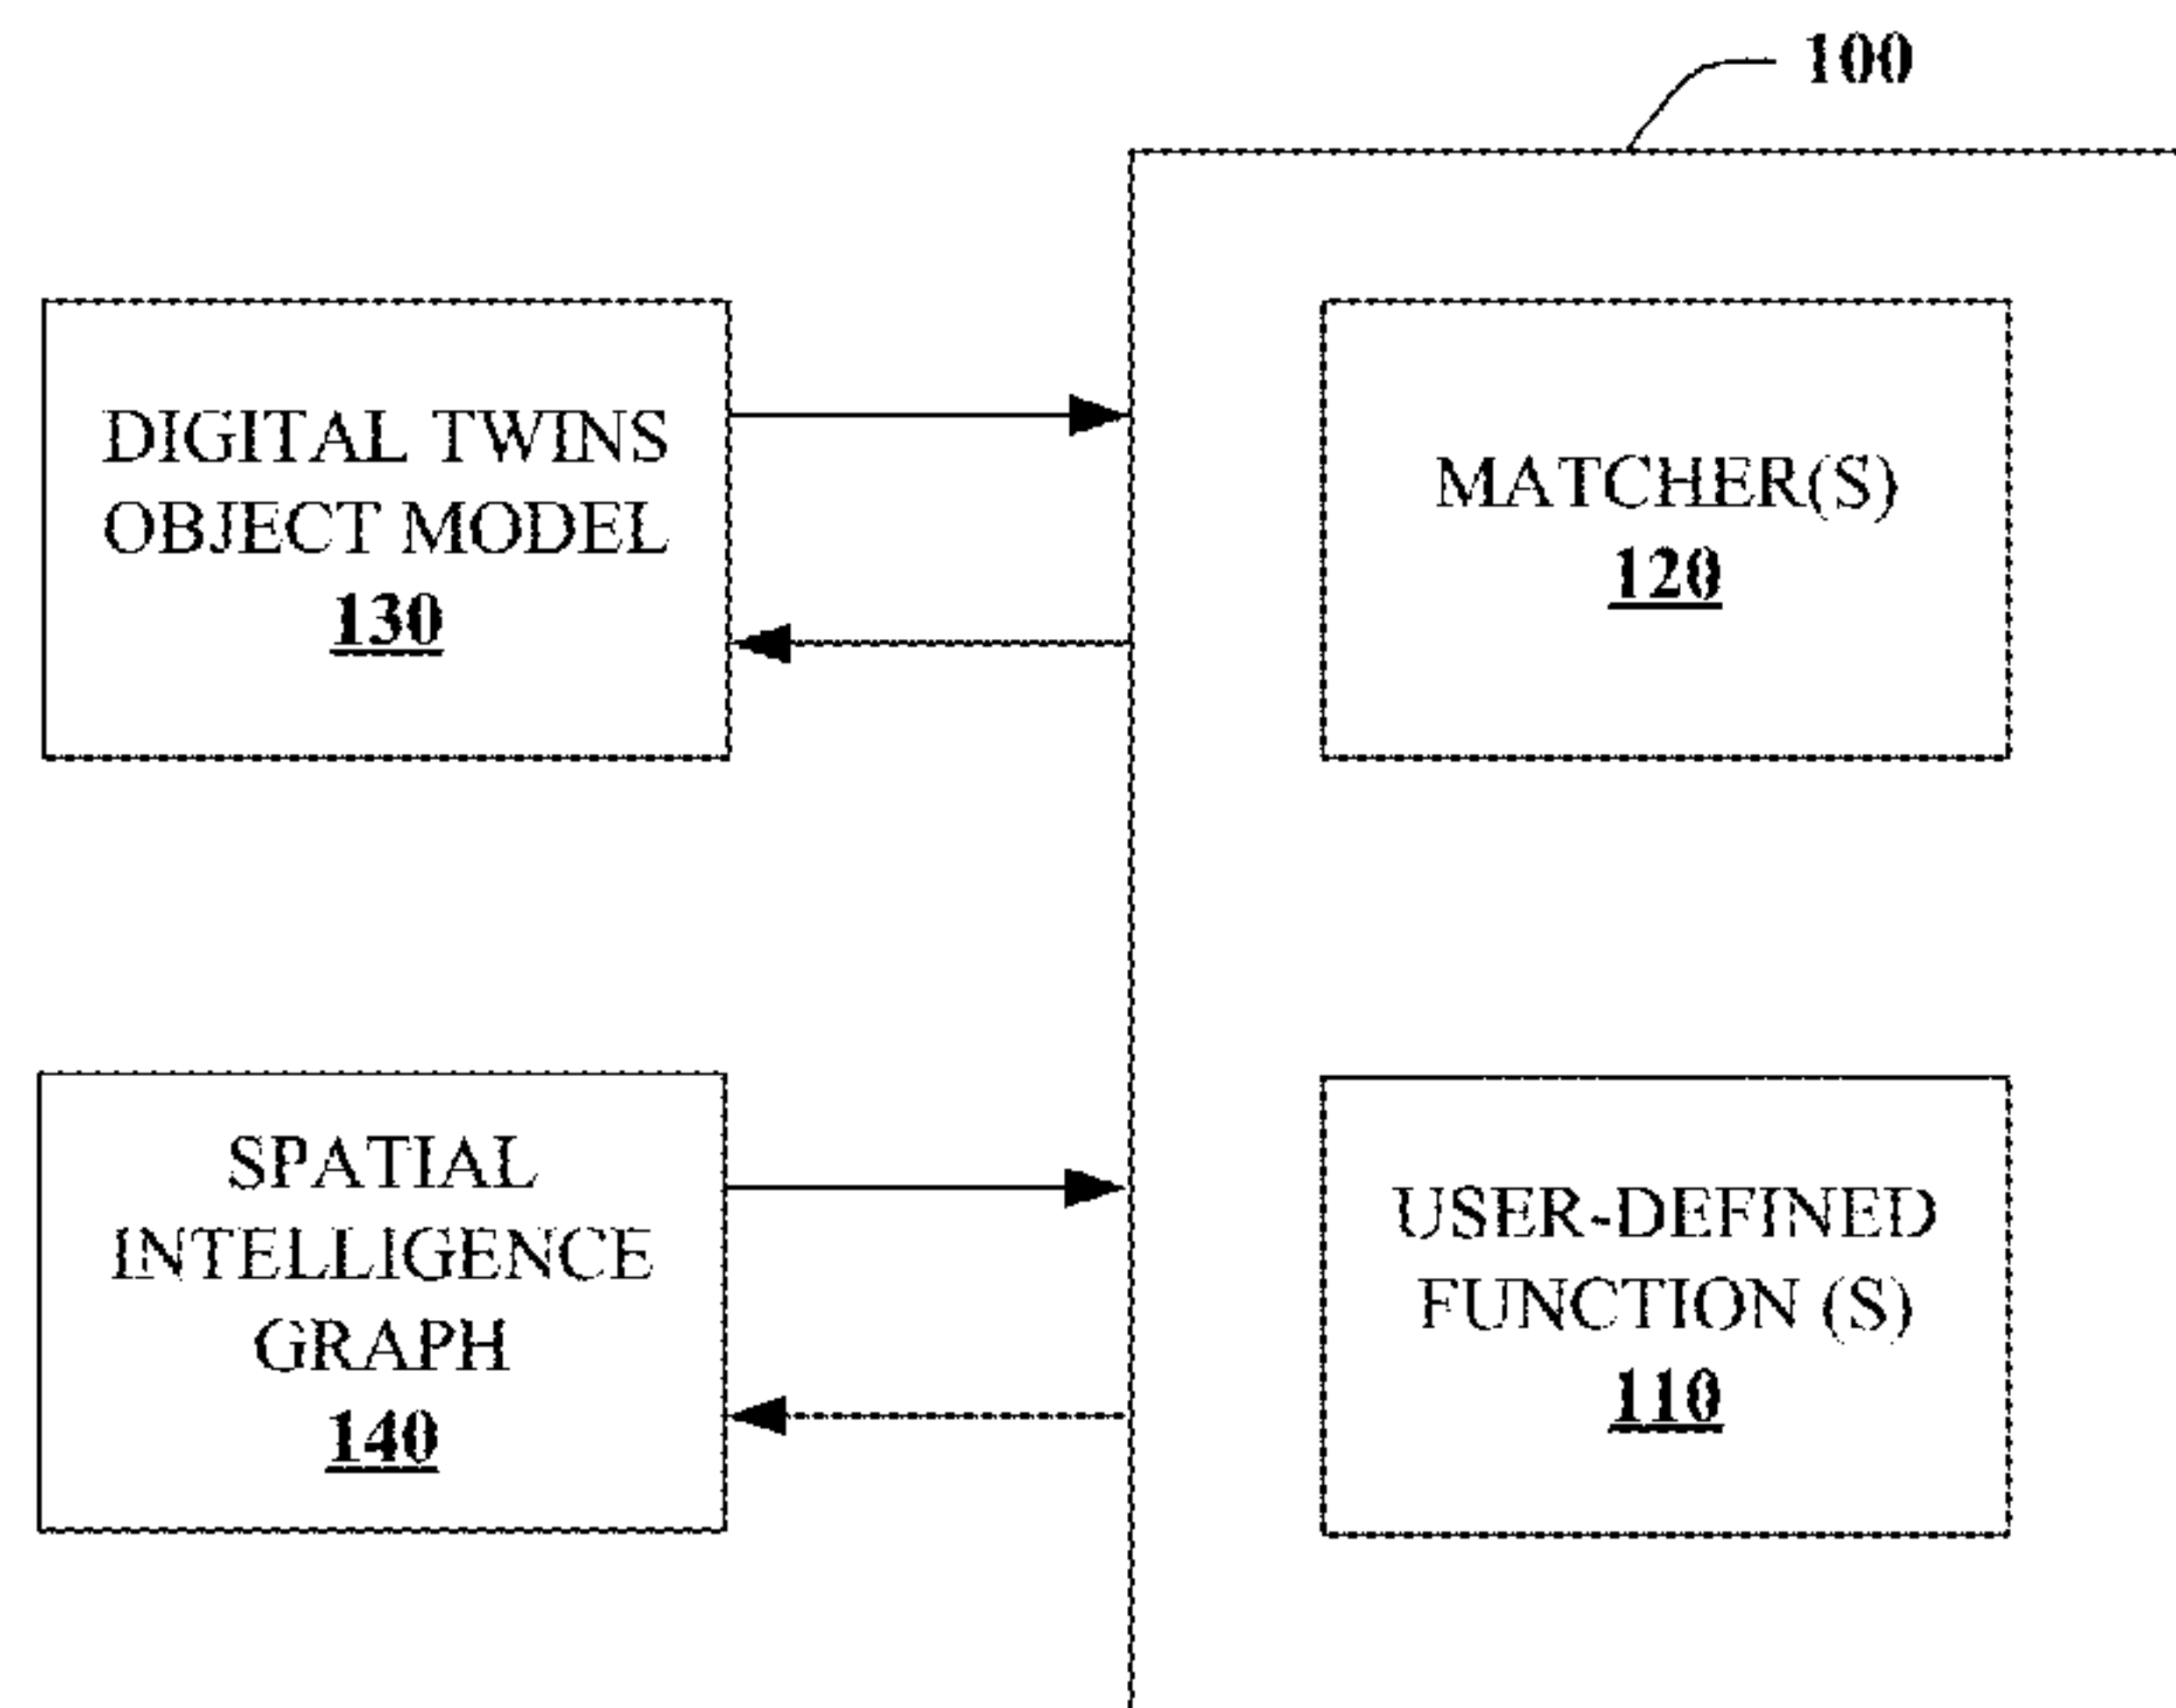 100
DIGITAL TWINS
OBJECT MODEL
130
MATCHER(S)
120
SPATIAL
INTELLIGENCE
GRAPH
140
USER-DEFINED
FUNCTION (S)
110